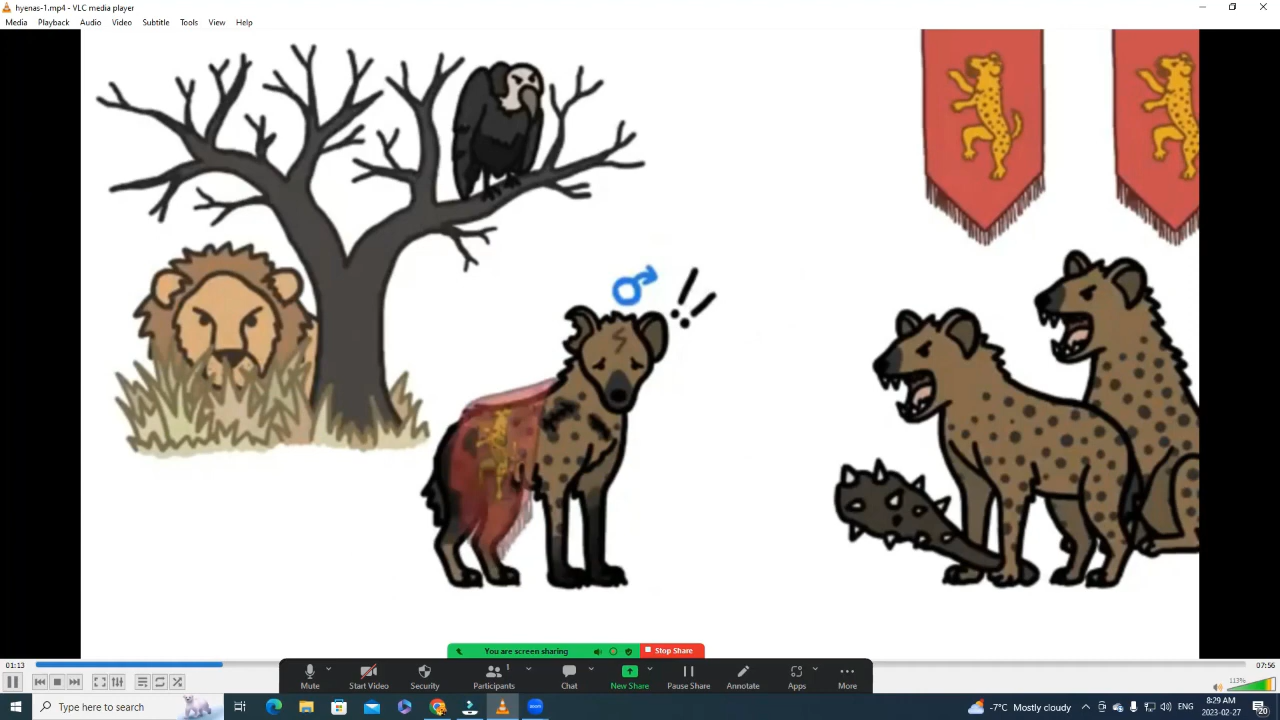 hyenas-1.mp4 - VLC media player
Media Playback Audio Video Subtitle Tools View Help
!!
You are screen sharing Stop Share
01:13 07:56
1
Mute Start Video Security Participants Chat New Share Pause Share Annotate Apps More
113%
Type here to search
zoom
-7°C Mostly cloudy ENG
8:29 AM
2023-02-27
20